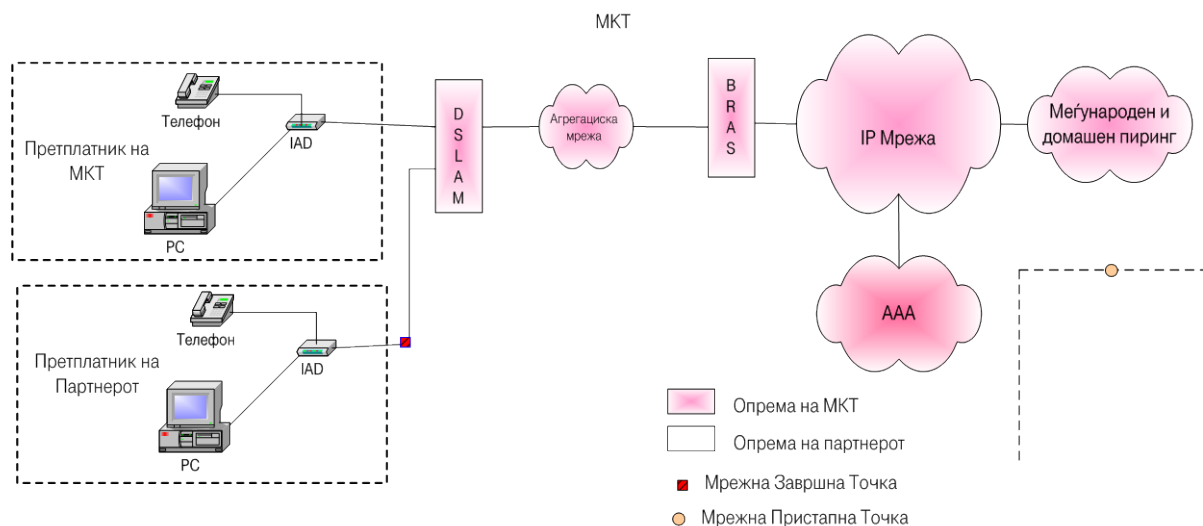 МКТ
Телефон
IAD
Претплатник на
МКТ
PC
D
S
L
A
M
Агрегациска
мрежа
B
R
A
S
IP Мрежа
Меѓународен и
домашен пиринг
AAA
Телефон
IAD
Претплатник на
Партнерот
PC
Опрема на МКТ
Опрема на партнерот
Мрежна Завршна Точка
Мрежна Пристапна Точка